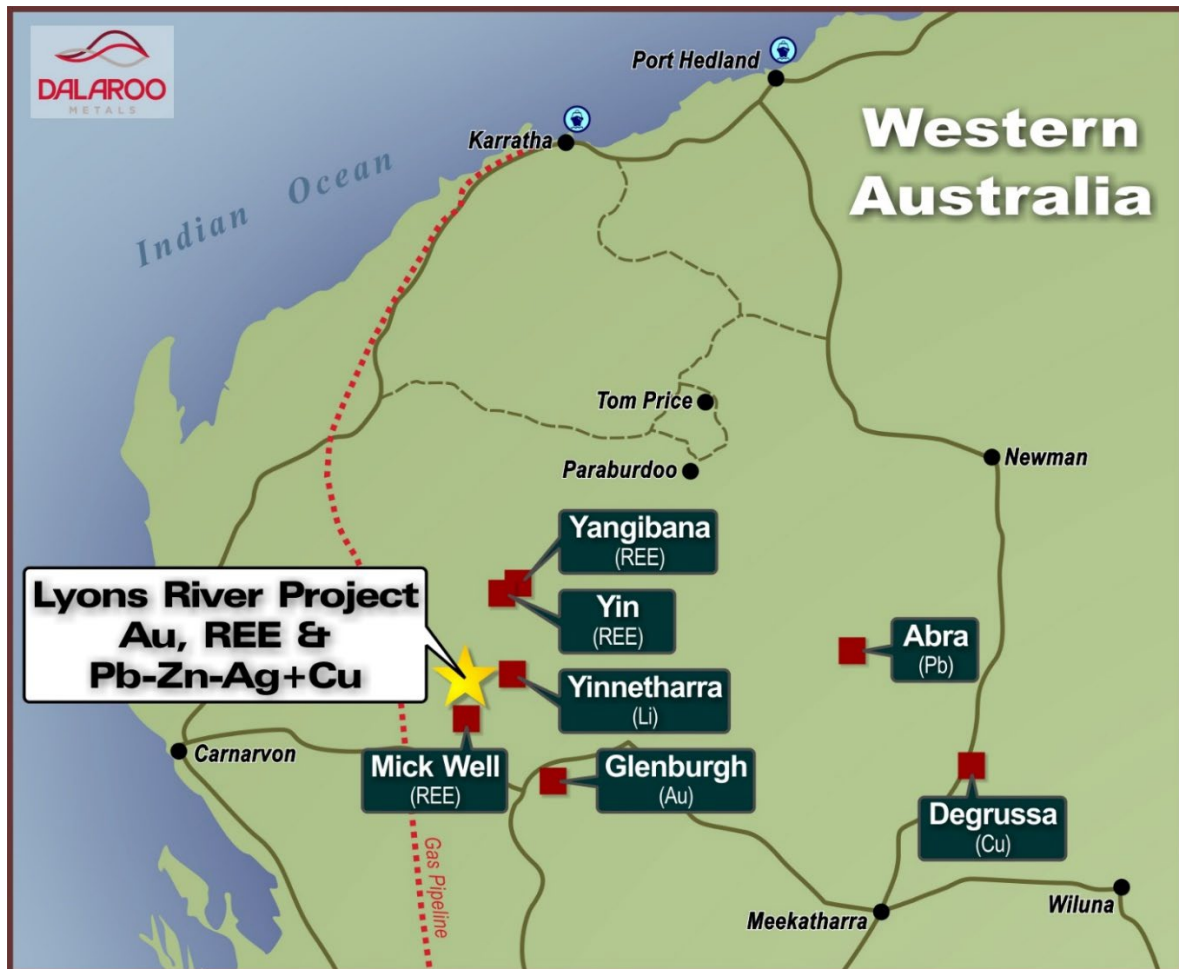 DALAROO
METALS
Port Hedland
Karratha
Western
Australia
Indian Ocean
Tom Price
Newman
Paraburdoo
Yangibana
(REE)
Lyons River Project
Au, REE &
Pb-Zn-Ag+Cu
Yin
(REE)
Abra
(Pb)
Yinnetharra
(Li)
Carnarvon
Mick Well
(REE)
Glenburgh
(Au)
Degrussa
(Cu)
Gas Pipeline
Meekatharra
Wiluna